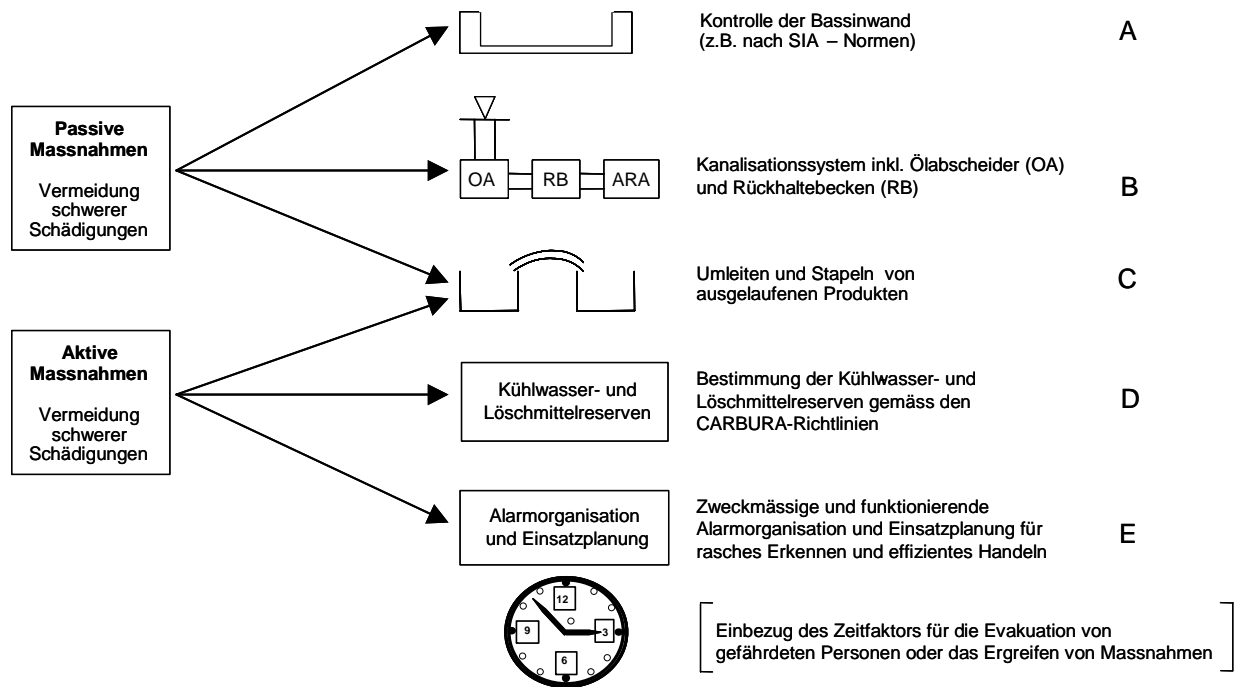 Kontrolle der Bassinwand
(z.B. nach SIA – Normen)
A
Passive
Massnahmen
Vermeidung
schwerer
Schädigungen
OA
RB
ARA
Kanalisationssystem inkl. Ölabscheider (OA)
und Rückhaltebecken (RB)
B
Umleiten und Stapeln von
ausgelaufenen Produkten
C
Aktive
Massnahmen
Vermeidung
schwerer
Schädigungen
Kühlwasser- und
Löschmittelreserven
Bestimmung der Kühlwasser- und
Löschmittelreserven gemäss den
CARBURA-Richtlinien
D
Alarmorganisation
und Einsatzplanung
Zweckmässige und funktionierende
Alarmorganisation und Einsatzplanung für
rasches Erkennen und effizientes Handeln
E
12
9
3
6
Einbezug des Zeitfaktors für die Evakuation von
gefährdeten Personen oder das Ergreifen von Massnahmen